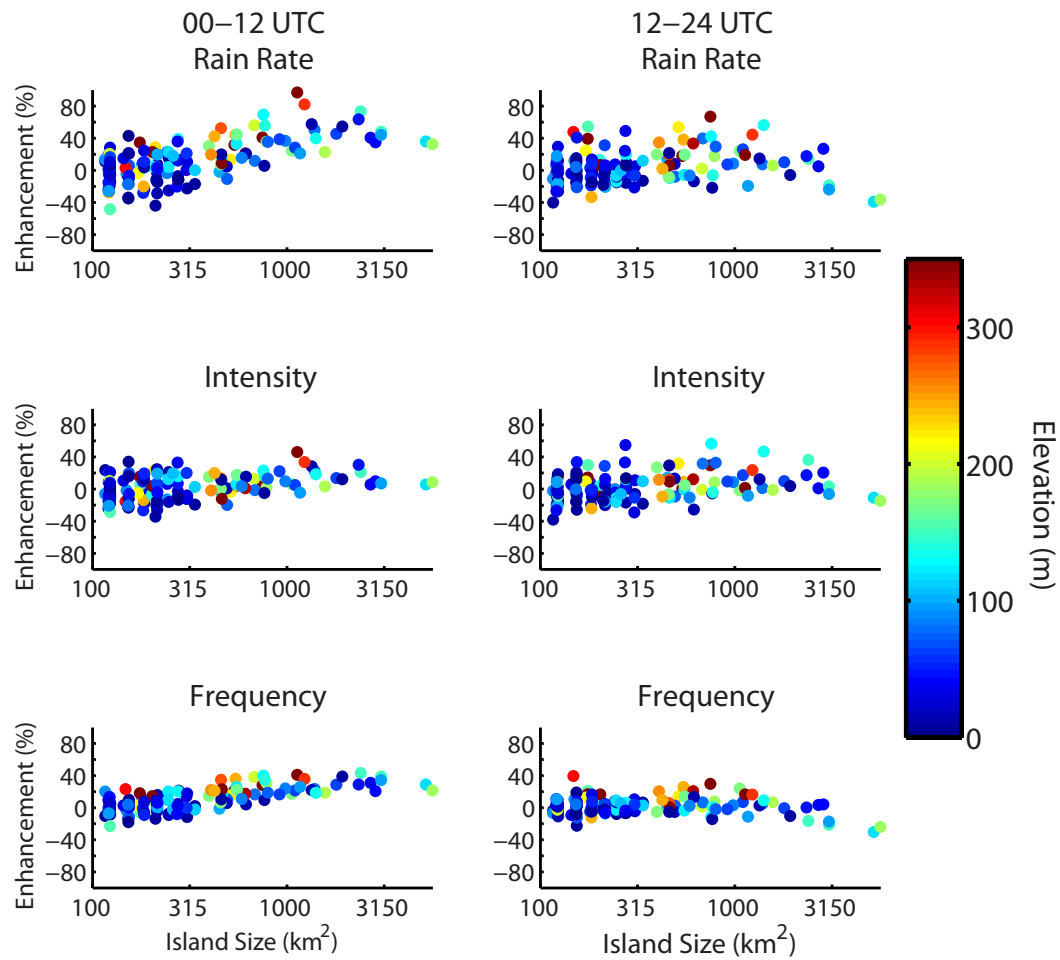 00–12 UTC
Rain Rate
12–24 UTC
Rain Rate
Enhancement (%)
80
40
0
−40
−80
100 315 1000 3150
80
40
0
−40
−80
100 315 1000 3150
Intensity
Intensity
Enhancement (%)
80
40
0
−40
−80
100 315 1000 3150
80
40
0
−40
−80
100 315 1000 3150
Frequency
Frequency
Enhancement (%)
80
40
0
−40
−80
100 315 1000 3150
Island Size (km²)
80
40
0
−40
−80
100 315 1000 3150
Island Size (km²)
300
200
100
0
Elevation (m)